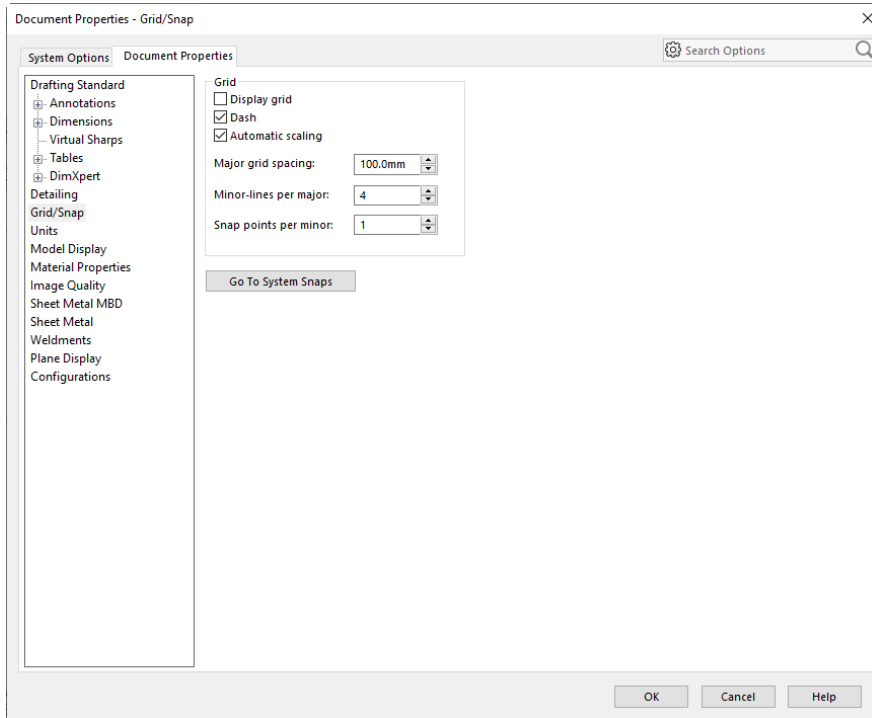 Document Properties - Grid/Snap
System Options
Document Properties
Search Options
Drafting Standard
Annotations
Dimensions
Virtual Sharps
Tables
DimXpert
Detailing
Grid/Snap
Units
Model Display
Material Properties
Image Quality
Sheet Metal MBD
Sheet Metal
Weldments
Plane Display
Configurations
Grid
Display grid
Dash
Automatic scaling
Major grid spacing: 100.0mm
Minor-lines per major: 4
Snap points per minor: 1
Go To System Snaps
OK Cancel Help